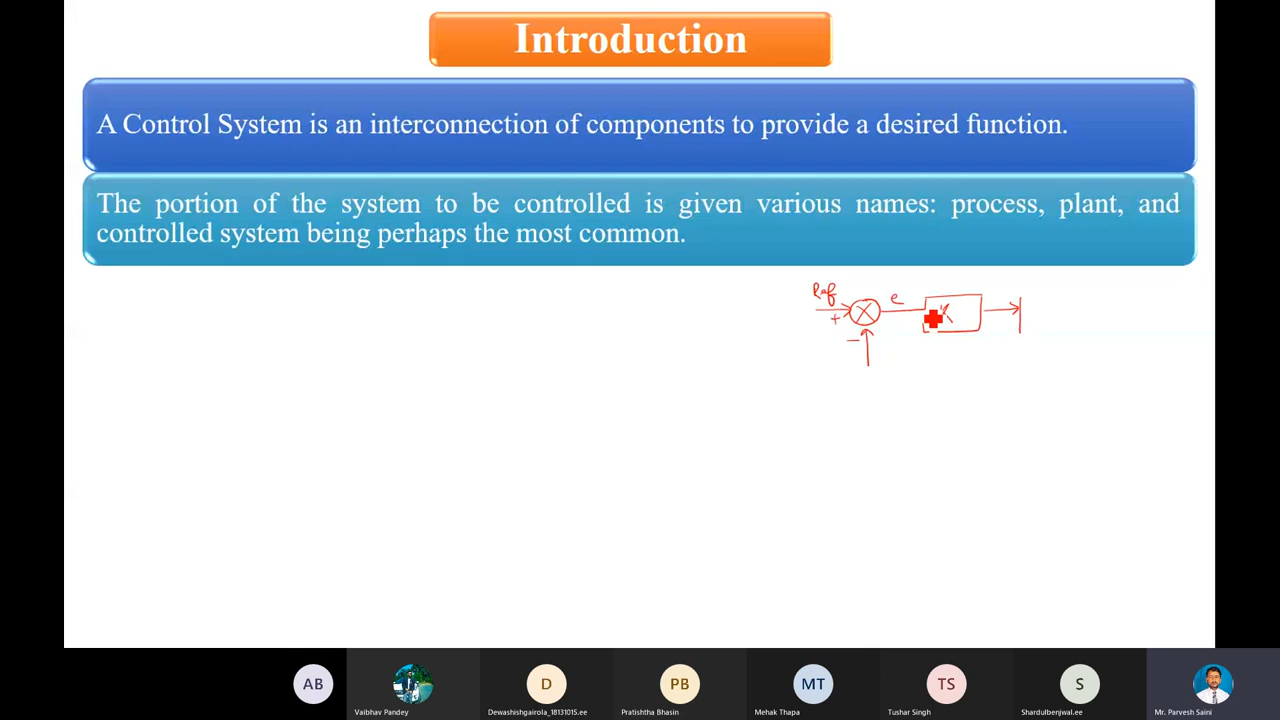 Introduction
A Control System is an interconnection of components to provide a desired function.
The portion of the system to be controlled is given various names: process, plant, and
controlled system being perhaps the most common.
Ref
e
+
K
−
AB
D
PB
MT
TS
S
Vaibhav Pandey
Dewashishgairola_18131015.ee
Pratishtha Bhasin
Mehak Thapa
Tushar Singh
Shardulbenjwal.ee
Mr. Parvesh Saini